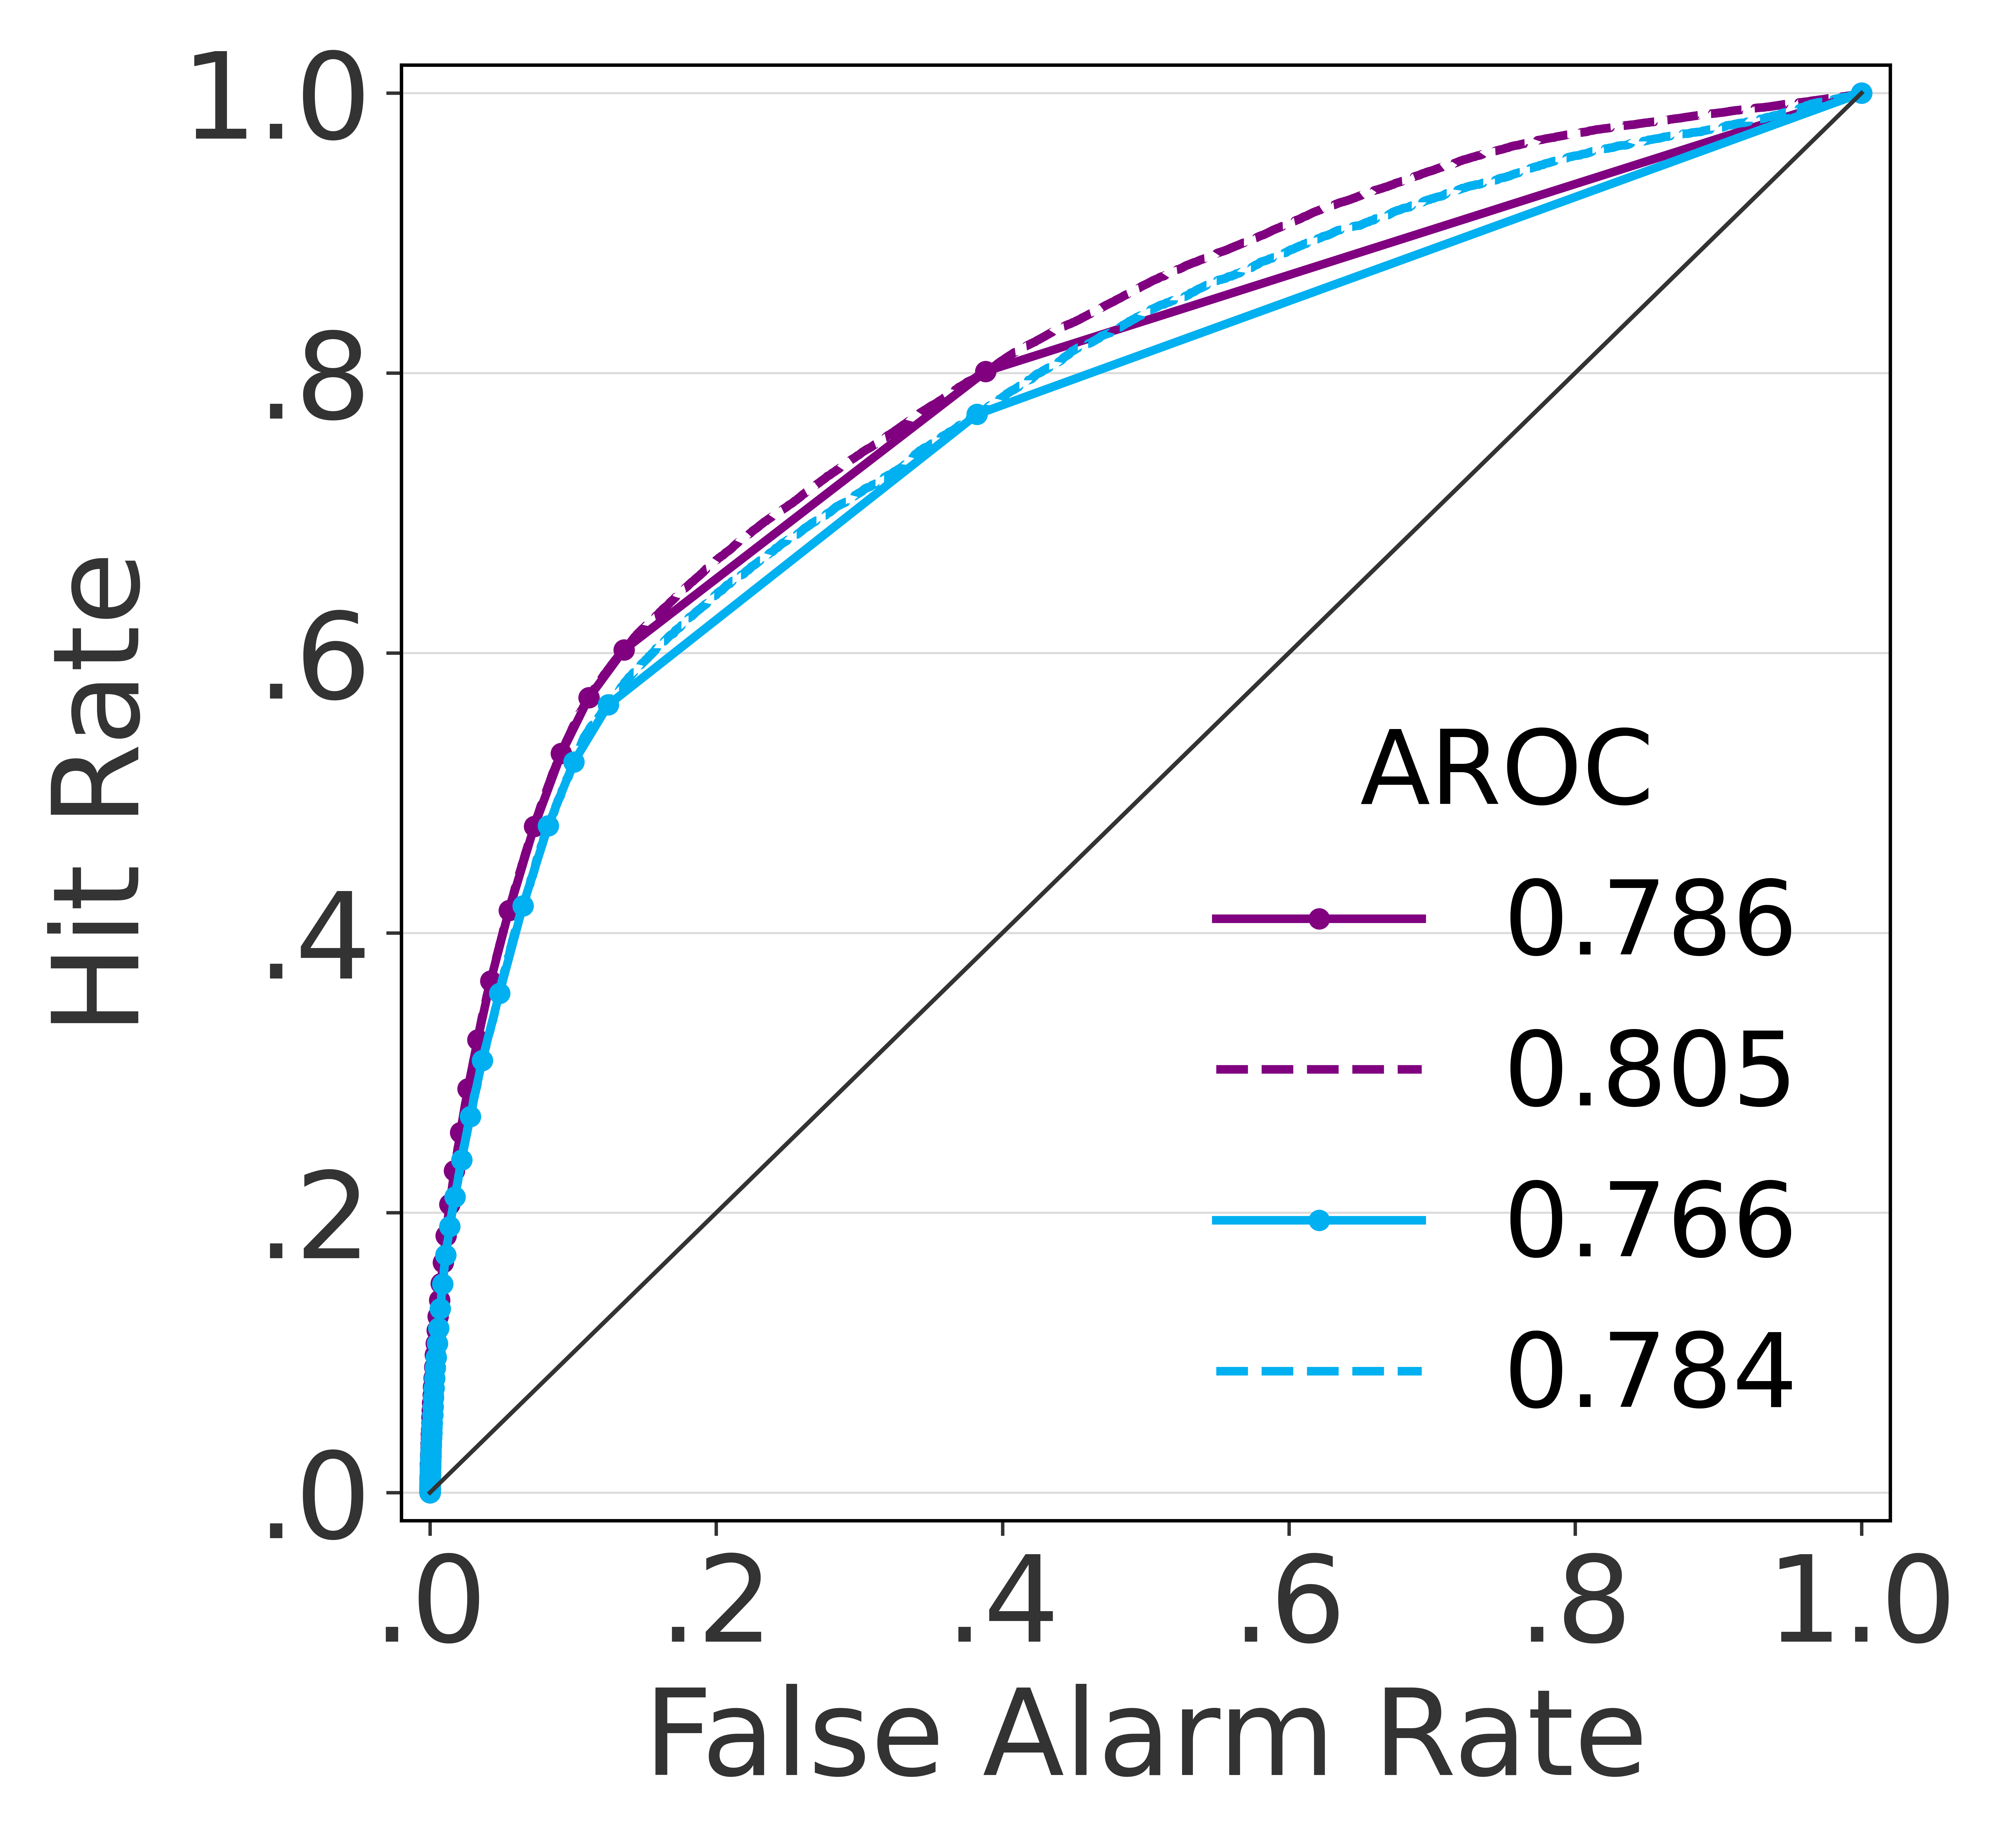 1.0
.8
.6
.4
.2
.0
Hit Rate
AROC
0.786
0.805
0.766
0.784
.0 .2 .4 .6 .8 1.0
False Alarm Rate